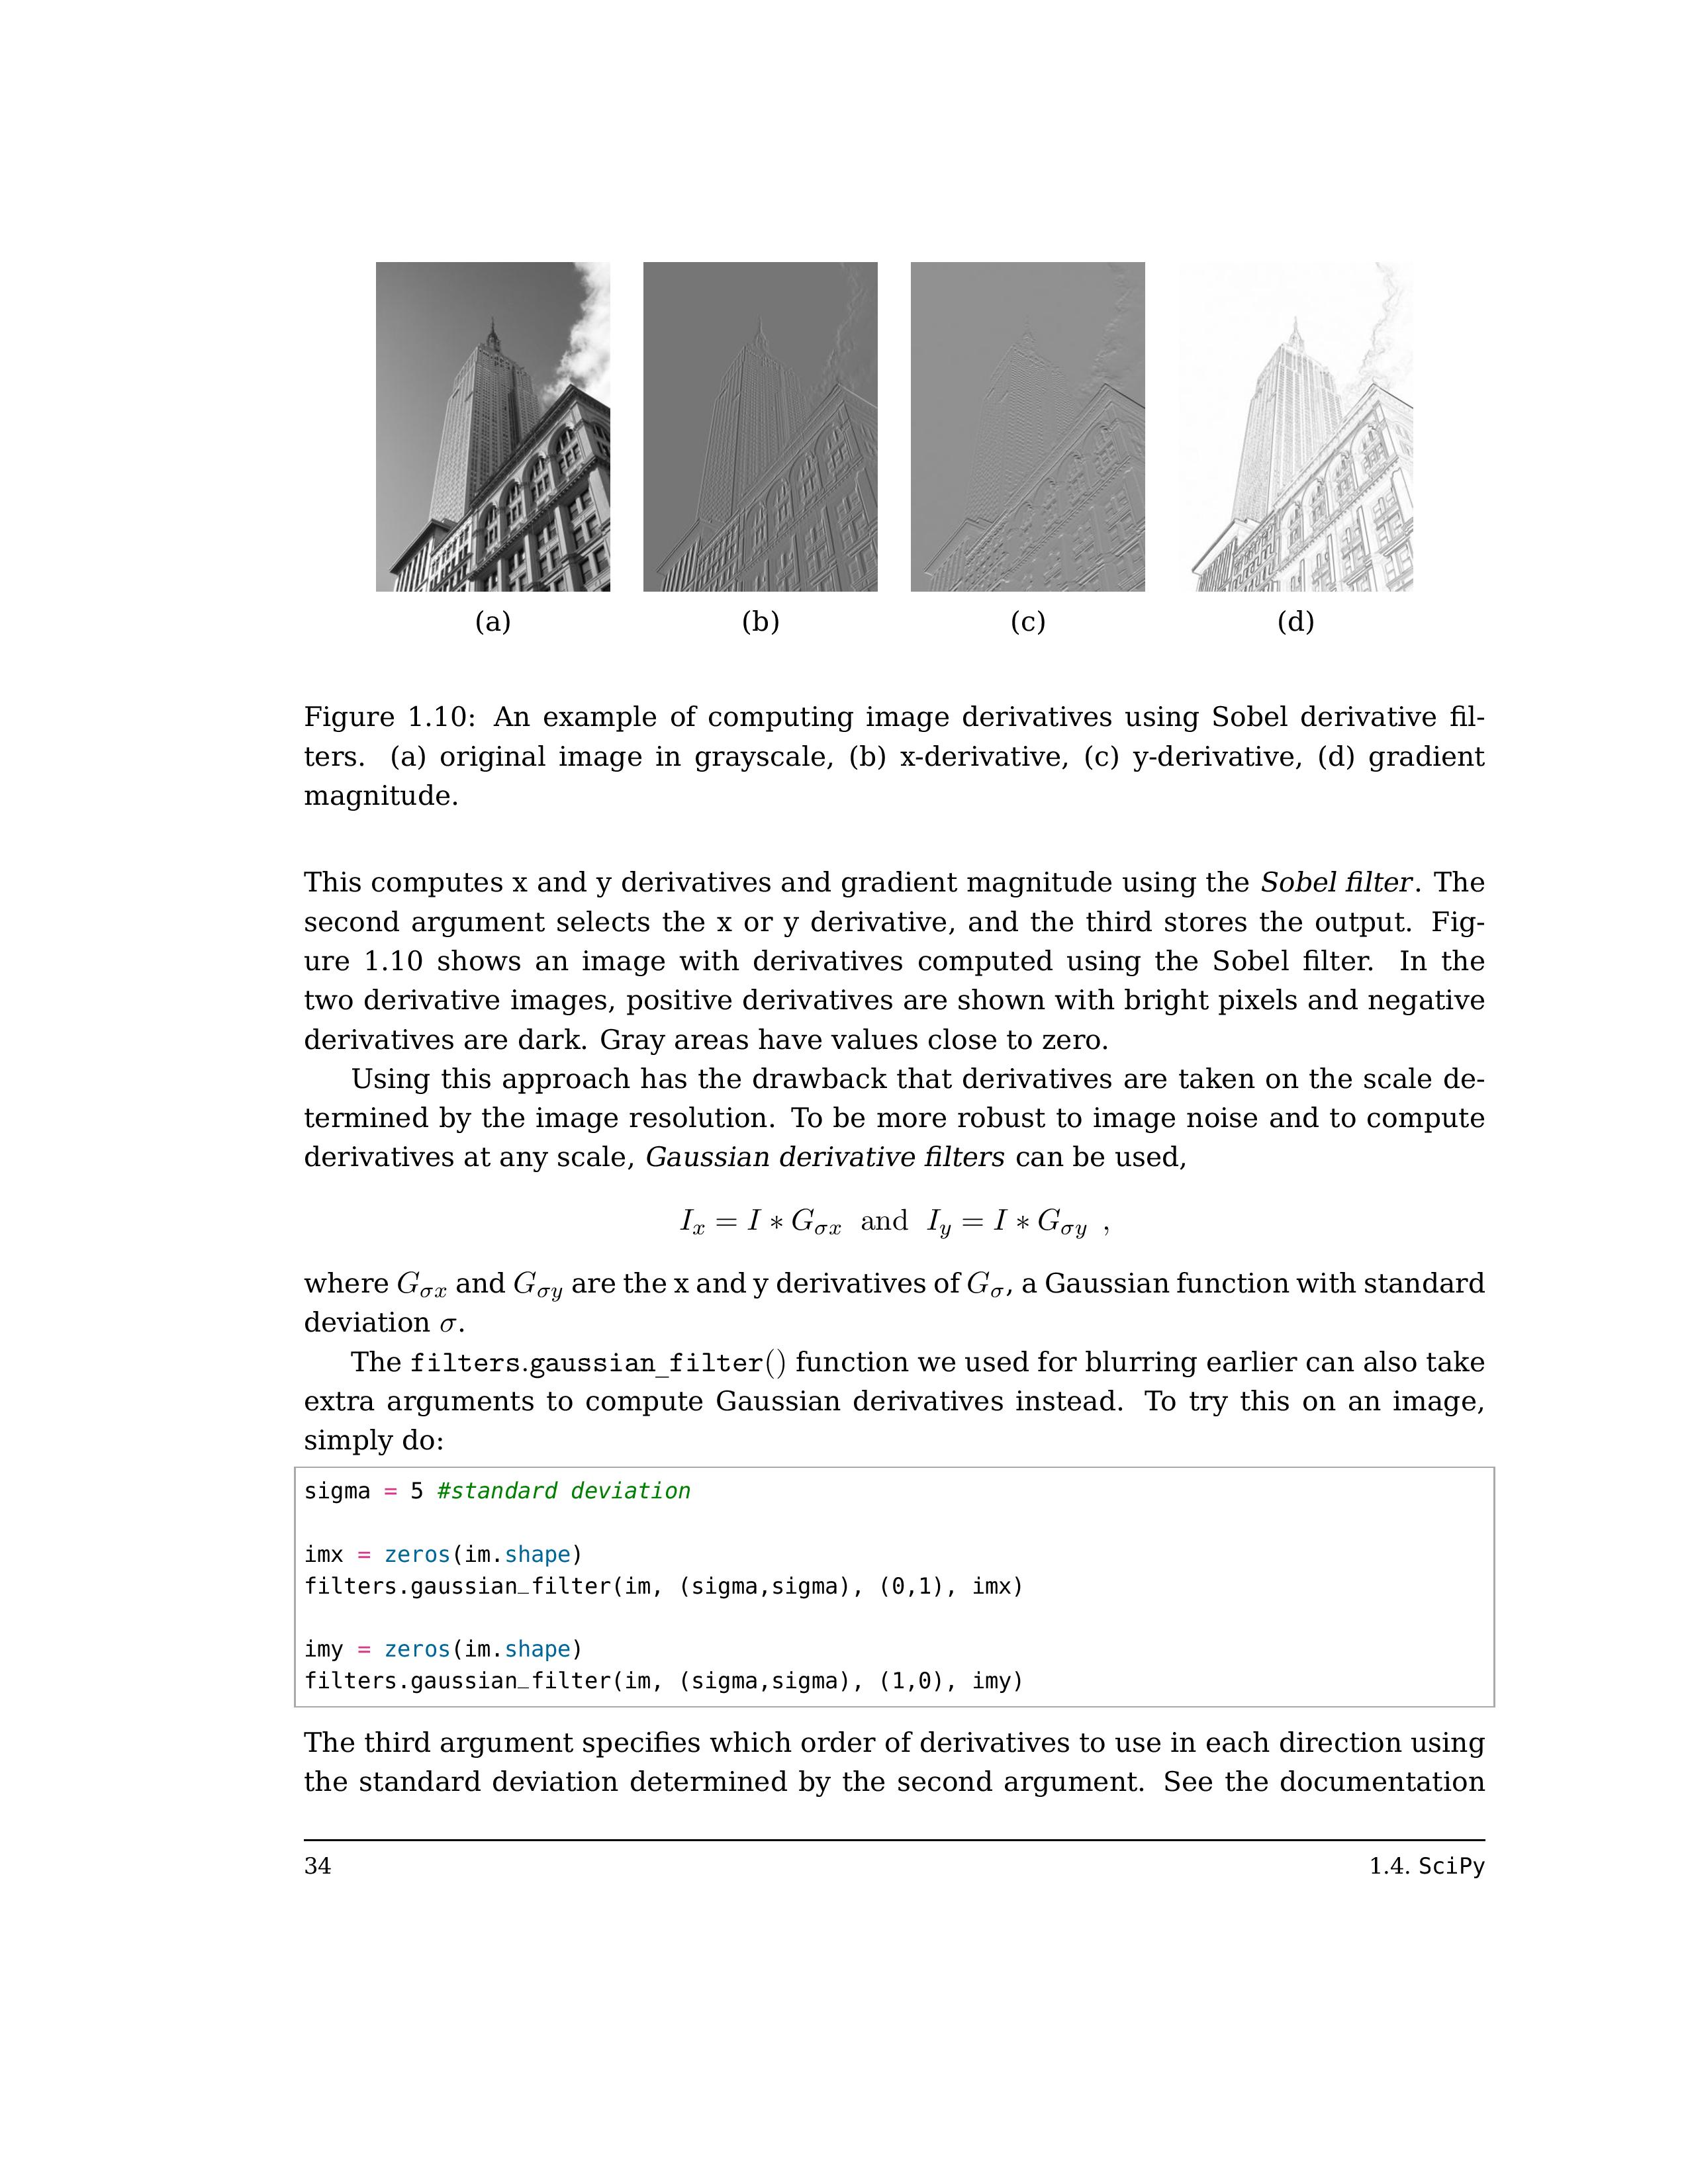 (a) (b) (c) (d)
Figure 1.10: An example of computing image derivatives using Sobel derivative fil-
ters. (a) original image in grayscale, (b) x-derivative, (c) y-derivative, (d) gradient
magnitude.
This computes x and y derivatives and gradient magnitude using the Sobel filter. The
second argument selects the x or y derivative, and the third stores the output. Fig-
ure 1.10 shows an image with derivatives computed using the Sobel filter. In the
two derivative images, positive derivatives are shown with bright pixels and negative
derivatives are dark. Gray areas have values close to zero.
Using this approach has the drawback that derivatives are taken on the scale de-
termined by the image resolution. To be more robust to image noise and to compute
derivatives at any scale, Gaussian derivative filters can be used,
I_x = I ∗ G_{σx} and I_y = I ∗ G_{σy} ,
where G_{σx} and G_{σy} are the x and y derivatives of G_σ, a Gaussian function with standard
deviation σ.
The filters.gaussian_filter() function we used for blurring earlier can also take
extra arguments to compute Gaussian derivatives instead. To try this on an image,
simply do:
sigma = 5 #standard deviation
imx = zeros(im.shape)
filters.gaussian_filter(im, (sigma,sigma), (0,1), imx)
imy = zeros(im.shape)
filters.gaussian_filter(im, (sigma,sigma), (1,0), imy)
The third argument specifies which order of derivatives to use in each direction using
the standard deviation determined by the second argument. See the documentation
34 1.4. SciPy